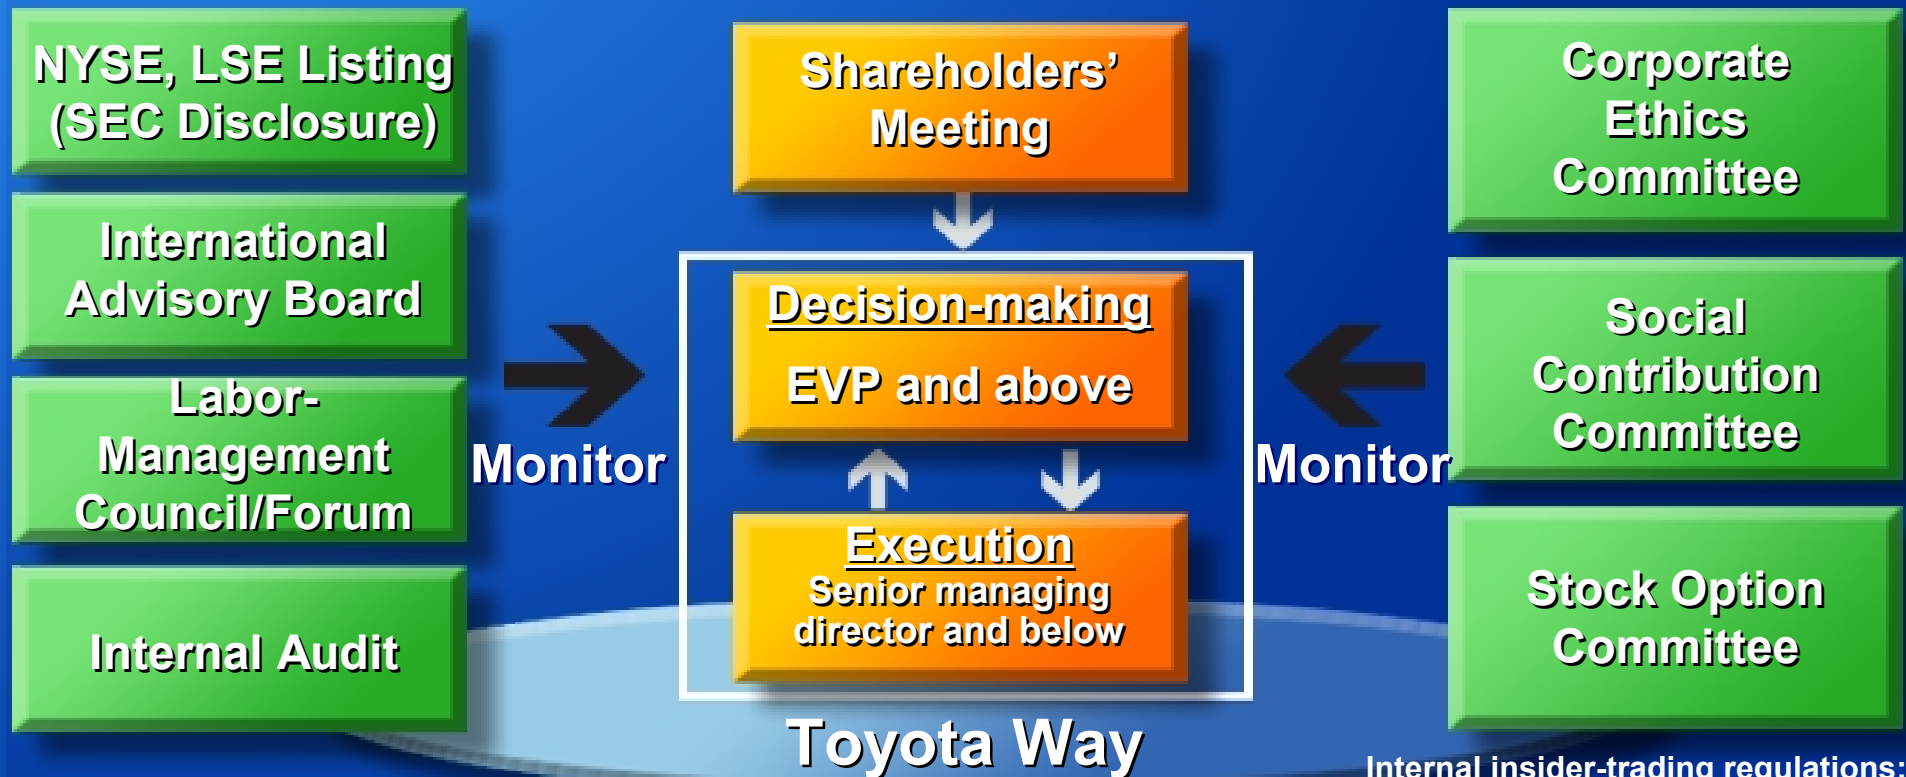 NYSE, LSE Listing
(SEC Disclosure)
International
Advisory Board
Labor-
Management
Council/Forum
Internal Audit
Monitor
Shareholders’
Meeting
Decision-making
EVP and above
Execution
Senior managing
director and below
Toyota Way
Monitor
Corporate
Ethics
Committee
Social
Contribution
Committee
Stock Option
Committee
Internal insider-trading regulations: